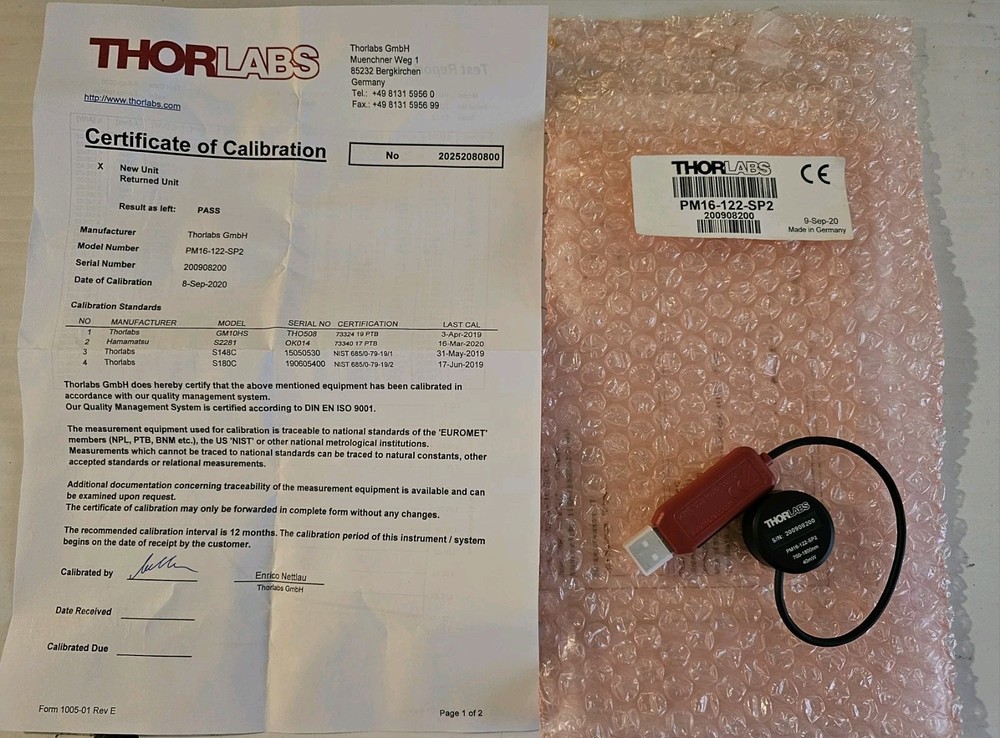 THORLABS
Thorlabs GmbH
Muenchner Weg 1
85232 Bergkirchen
Germany
Tel.: +49 8131 5956 0
Fax.: +49 8131 5956 99
http://www.thorlabs.com
Certificate of Calibration
No 20252080800
X New Unit
Returned Unit
Result as left: PASS
Manufacturer Thorlabs GmbH
Model Number PM16-122-SP2
Serial Number 200908200
Date of Calibration 8-Sep-2020
Calibration Standards
NO MANUFACTURER MODEL SERIAL NO CERTIFICATION LAST CAL
1 Thorlabs GM10HS THO508 73324 19 PTB 3-Apr-2019
2 Hamamatsu S2281 OK014 73340 17 PTB 16-Mar-2020
3 Thorlabs S148C 15050530 NIST 685/0-79-19/1 31-May-2019
4 Thorlabs S180C 190605400 NIST 685/0-79-19/2 17-Jun-2019
Thorlabs GmbH does hereby certify that the above mentioned equipment has been calibrated in
accordance with our quality management system.
Our Quality Management System is certified according to DIN EN ISO 9001.
The measurement equipment used for calibration is traceable to national standards of the 'EUROMET'
members (NPL, PTB, BNM etc.), the US 'NIST' or other national metrological institutions.
Measurements which cannot be traced to national standards can be traced to natural constants, other
accepted standards or relational measurements.
Additional documentation concerning traceability of the measurement equipment is available and can
be examined upon request.
The certificate of calibration may only be forwarded in complete form without any changes.
The recommended calibration interval is 12 months. The calibration period of this instrument / system
begins on the date of receipt by the customer.
Calibrated by
Enrico Nettlau
Thorlabs GmbH
Date Received
Calibrated Due
Form 1005-01 Rev E
Page 1 of 2
THORLABS
CE
PM16-122-SP2
200908200
9-Sep-20
Made in Germany
THORLABS
S/N: 200908200
PM16-122-SP2
700-1800nm
40mW